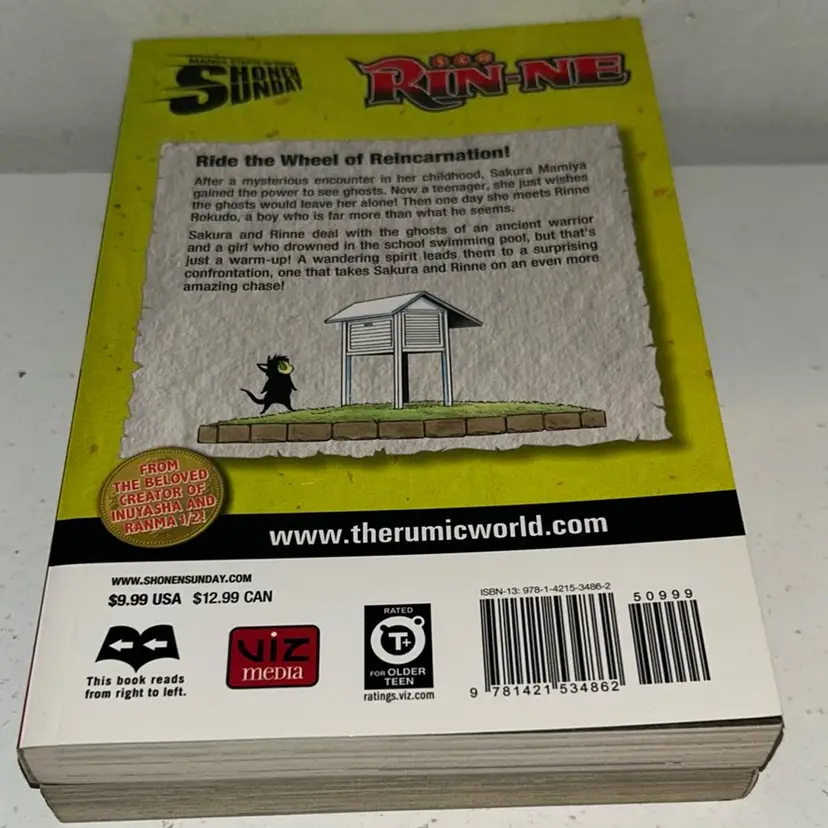 MANGA STARTS ON SUNDAY
SHONEN
SUNDAY
RIN-NE
Ride the Wheel of Reincarnation!
After a mysterious encounter in her childhood, Sakura Mamiya
gained the power to see ghosts. Now a teenager, she just wishes
the ghosts would leave her alone! Then one day she meets Rinne
Rokudo, a boy who is far more than what he seems.
Sakura and Rinne deal with the ghosts of an ancient warrior
and a girl who drowned in the school swimming pool, but that's
just a warm-up! A wandering spirit leads them to a surprising
confrontation, one that takes Sakura and Rinne on an even more
amazing chase!
FROM
THE BELOVED
CREATOR OF
INUYASHA AND
RANMA 1/2!
www.therumicworld.com
WWW.SHONENSUNDAY.COM
$9.99 USA $12.99 CAN
This book reads
from right to left.
VIZ
MEDIA
RATED
T+
FOR OLDER
TEEN
ratings.viz.com
ISBN-13: 978-1-4215-3486-2
50999
9 781421 534862